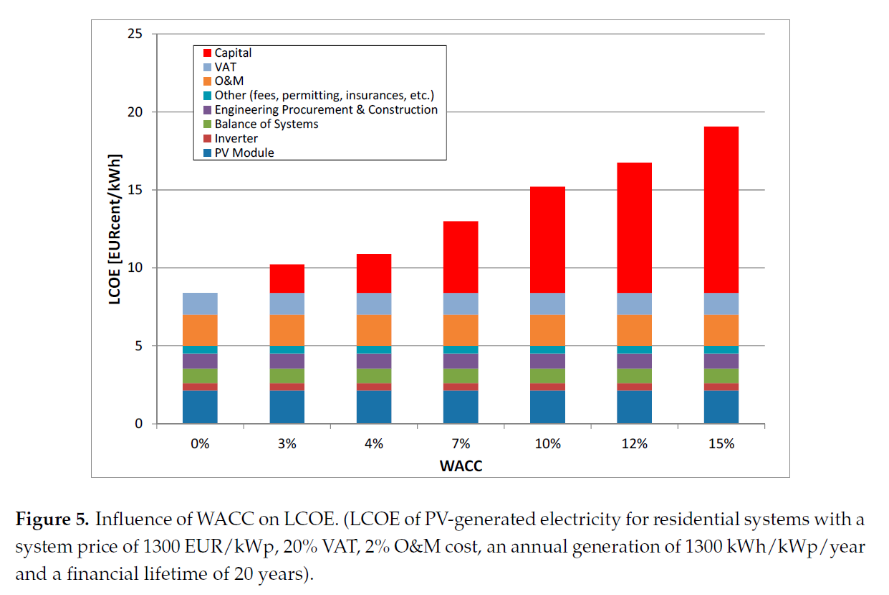 25
20
15
10
5
0
LCOE [EURcent/kWh]
Capital
VAT
O&M
Other (fees, permitting, insurances, etc.)
Engineering Procurement & Construction
Balance of Systems
Inverter
PV Module
0% 3% 4% 7% 10% 12% 15%
WACC
Figure 5. Influence of WACC on LCOE. (LCOE of PV-generated electricity for residential systems with a
system price of 1300 EUR/kWp, 20% VAT, 2% O&M cost, an annual generation of 1300 kWh/kWp/year
and a financial lifetime of 20 years).